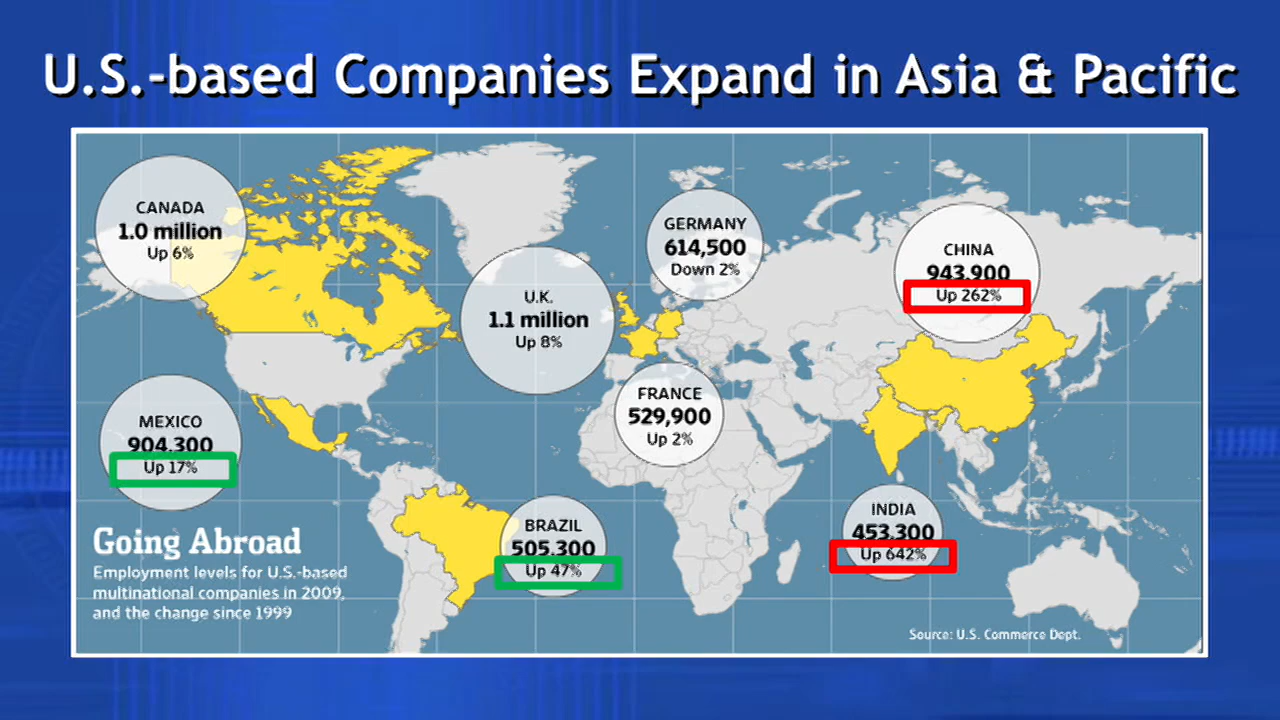 U.S.-based Companies Expand in Asia & Pacific
CANADA
1.0 million
Up 6%
U.K.
1.1 million
Up 8%
GERMANY
614,500
Down 2%
CHINA
943,900
Up 262%
MEXICO
904,300
Up 17%
FRANCE
529,900
Up 2%
BRAZIL
505,300
Up 47%
INDIA
453,300
Up 642%
Going Abroad
Employment levels for U.S.-based
multinational companies in 2009,
and the change since 1999
Source: U.S. Commerce Dept.